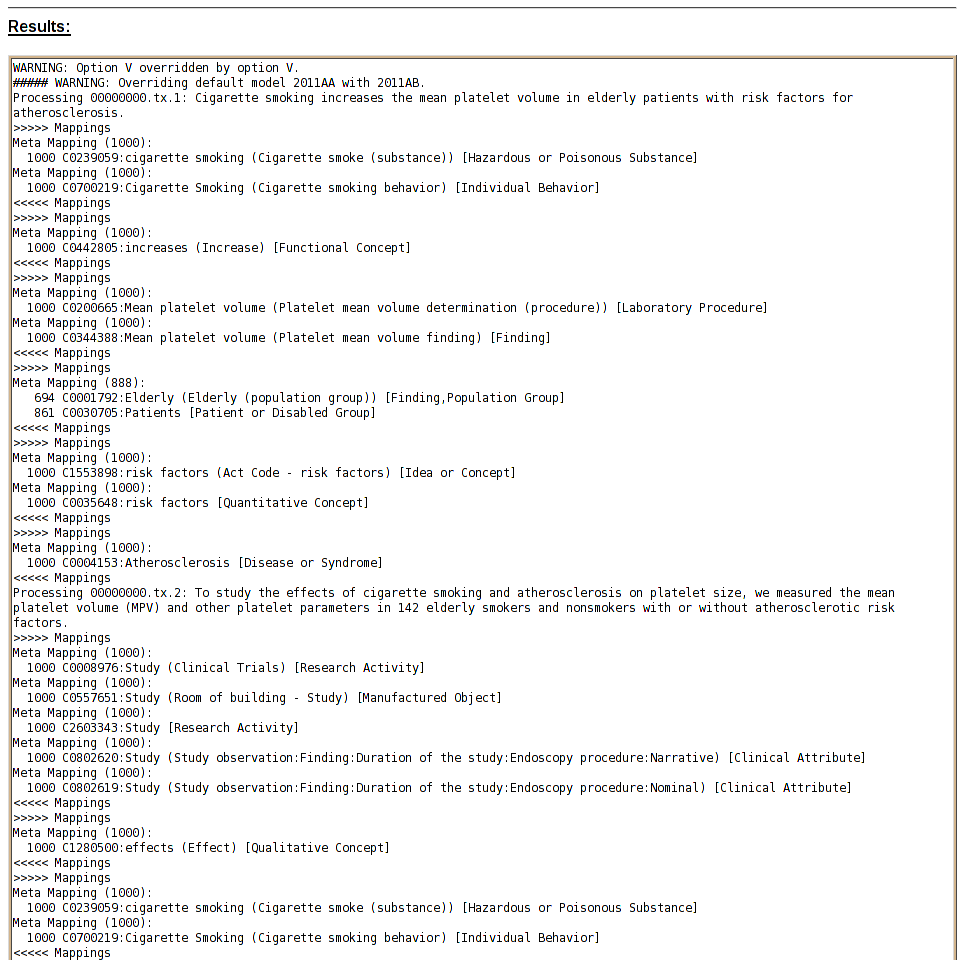 Results:
WARNING: Option V overridden by option V.
##### WARNING: Overriding default model 2011AA with 2011AB.
Processing 00000000.tx.1: Cigarette smoking increases the mean platelet volume in elderly patients with risk factors for
atherosclerosis.
>>>>> Mappings
Meta Mapping (1000):
  1000 C0239059:cigarette smoking (Cigarette smoke (substance)) [Hazardous or Poisonous Substance]
Meta Mapping (1000):
  1000 C0700219:Cigarette Smoking (Cigarette smoking behavior) [Individual Behavior]
<<<<< Mappings
>>>>> Mappings
Meta Mapping (1000):
  1000 C0442805:increases (Increase) [Functional Concept]
<<<<< Mappings
>>>>> Mappings
Meta Mapping (1000):
  1000 C0200665:Mean platelet volume (Platelet mean volume determination (procedure)) [Laboratory Procedure]
Meta Mapping (1000):
  1000 C0344388:Mean platelet volume (Platelet mean volume finding) [Finding]
<<<<< Mappings
>>>>> Mappings
Meta Mapping (888):
   694 C0001792:Elderly (Elderly (population group)) [Finding,Population Group]
   861 C0030705:Patients [Patient or Disabled Group]
<<<<< Mappings
>>>>> Mappings
Meta Mapping (1000):
  1000 C1553898:risk factors (Act Code - risk factors) [Idea or Concept]
Meta Mapping (1000):
  1000 C0035648:risk factors [Quantitative Concept]
<<<<< Mappings
>>>>> Mappings
Meta Mapping (1000):
  1000 C0004153:Atherosclerosis [Disease or Syndrome]
<<<<< Mappings
Processing 00000000.tx.2: To study the effects of cigarette smoking and atherosclerosis on platelet size, we measured the mean
platelet volume (MPV) and other platelet parameters in 142 elderly smokers and nonsmokers with or without atherosclerotic risk
factors.
>>>>> Mappings
Meta Mapping (1000):
  1000 C0008976:Study (Clinical Trials) [Research Activity]
Meta Mapping (1000):
  1000 C0557651:Study (Room of building - Study) [Manufactured Object]
Meta Mapping (1000):
  1000 C2603343:Study [Research Activity]
Meta Mapping (1000):
  1000 C0802620:Study (Study observation:Finding:Duration of the study:Endoscopy procedure:Narrative) [Clinical Attribute]
Meta Mapping (1000):
  1000 C0802619:Study (Study observation:Finding:Duration of the study:Endoscopy procedure:Nominal) [Clinical Attribute]
<<<<< Mappings
>>>>> Mappings
Meta Mapping (1000):
  1000 C1280500:effects (Effect) [Qualitative Concept]
<<<<< Mappings
>>>>> Mappings
Meta Mapping (1000):
  1000 C0239059:cigarette smoking (Cigarette smoke (substance)) [Hazardous or Poisonous Substance]
Meta Mapping (1000):
  1000 C0700219:Cigarette Smoking (Cigarette smoking behavior) [Individual Behavior]
<<<<< Mappings